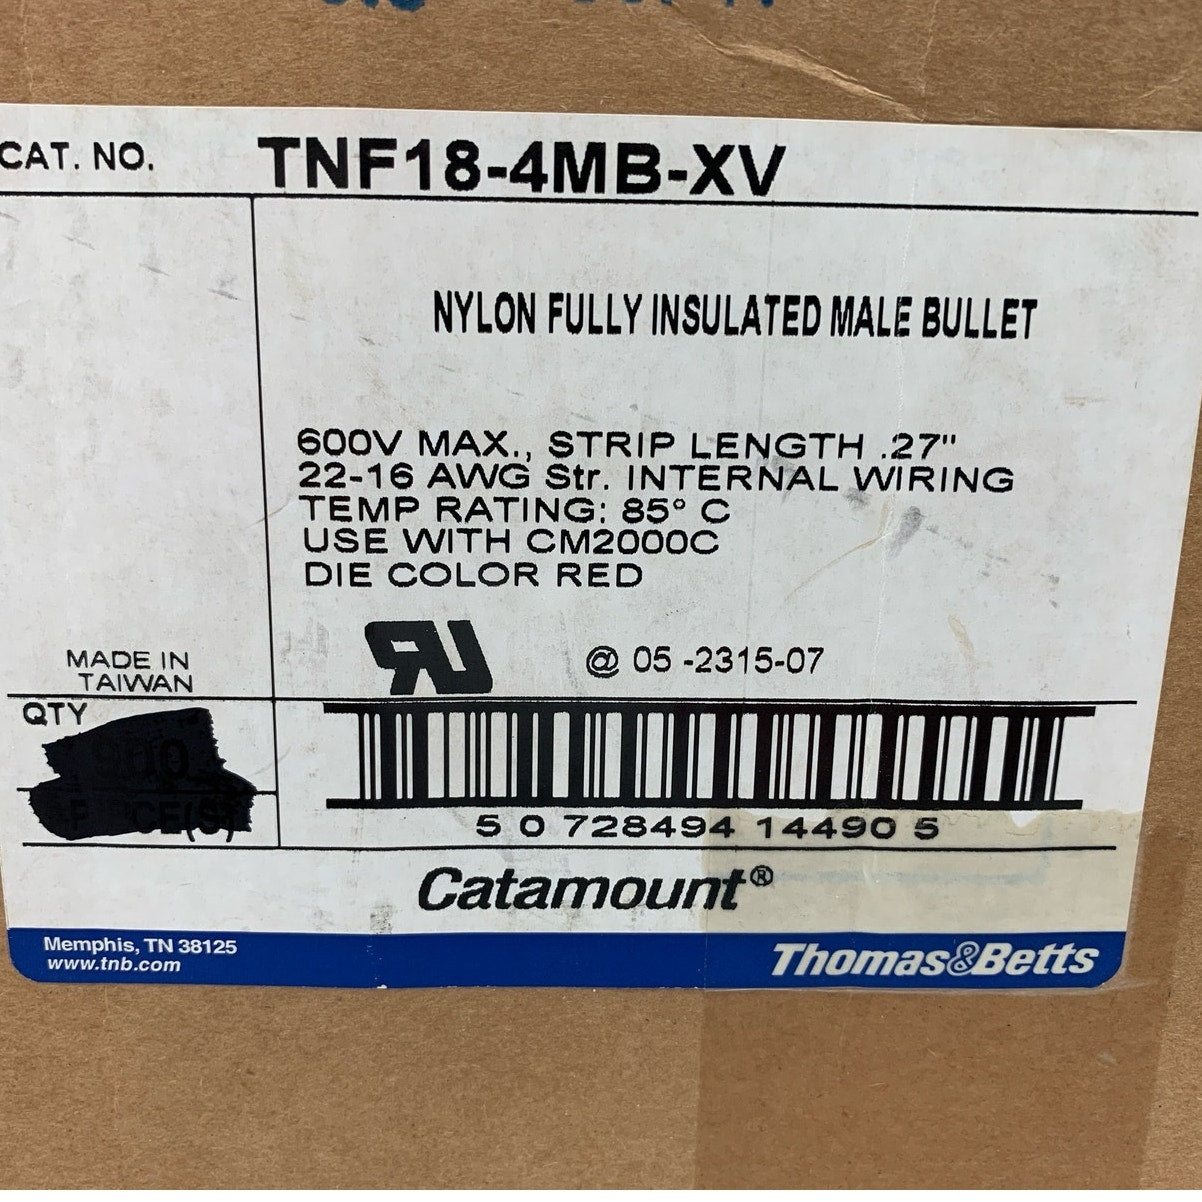 CAT. NO. TNF18-4MB-XV
NYLON FULLY INSULATED MALE BULLET
600V MAX., STRIP LENGTH .27"
22-16 AWG Str. INTERNAL WIRING
TEMP RATING: 85° C
USE WITH CM2000C
DIE COLOR RED
MADE IN
TAIWAN
@ 05 -2315-07
QTY
5 0 728494 14490 5
Catamount®
Memphis, TN 38125
www.tnb.com
Thomas&Betts